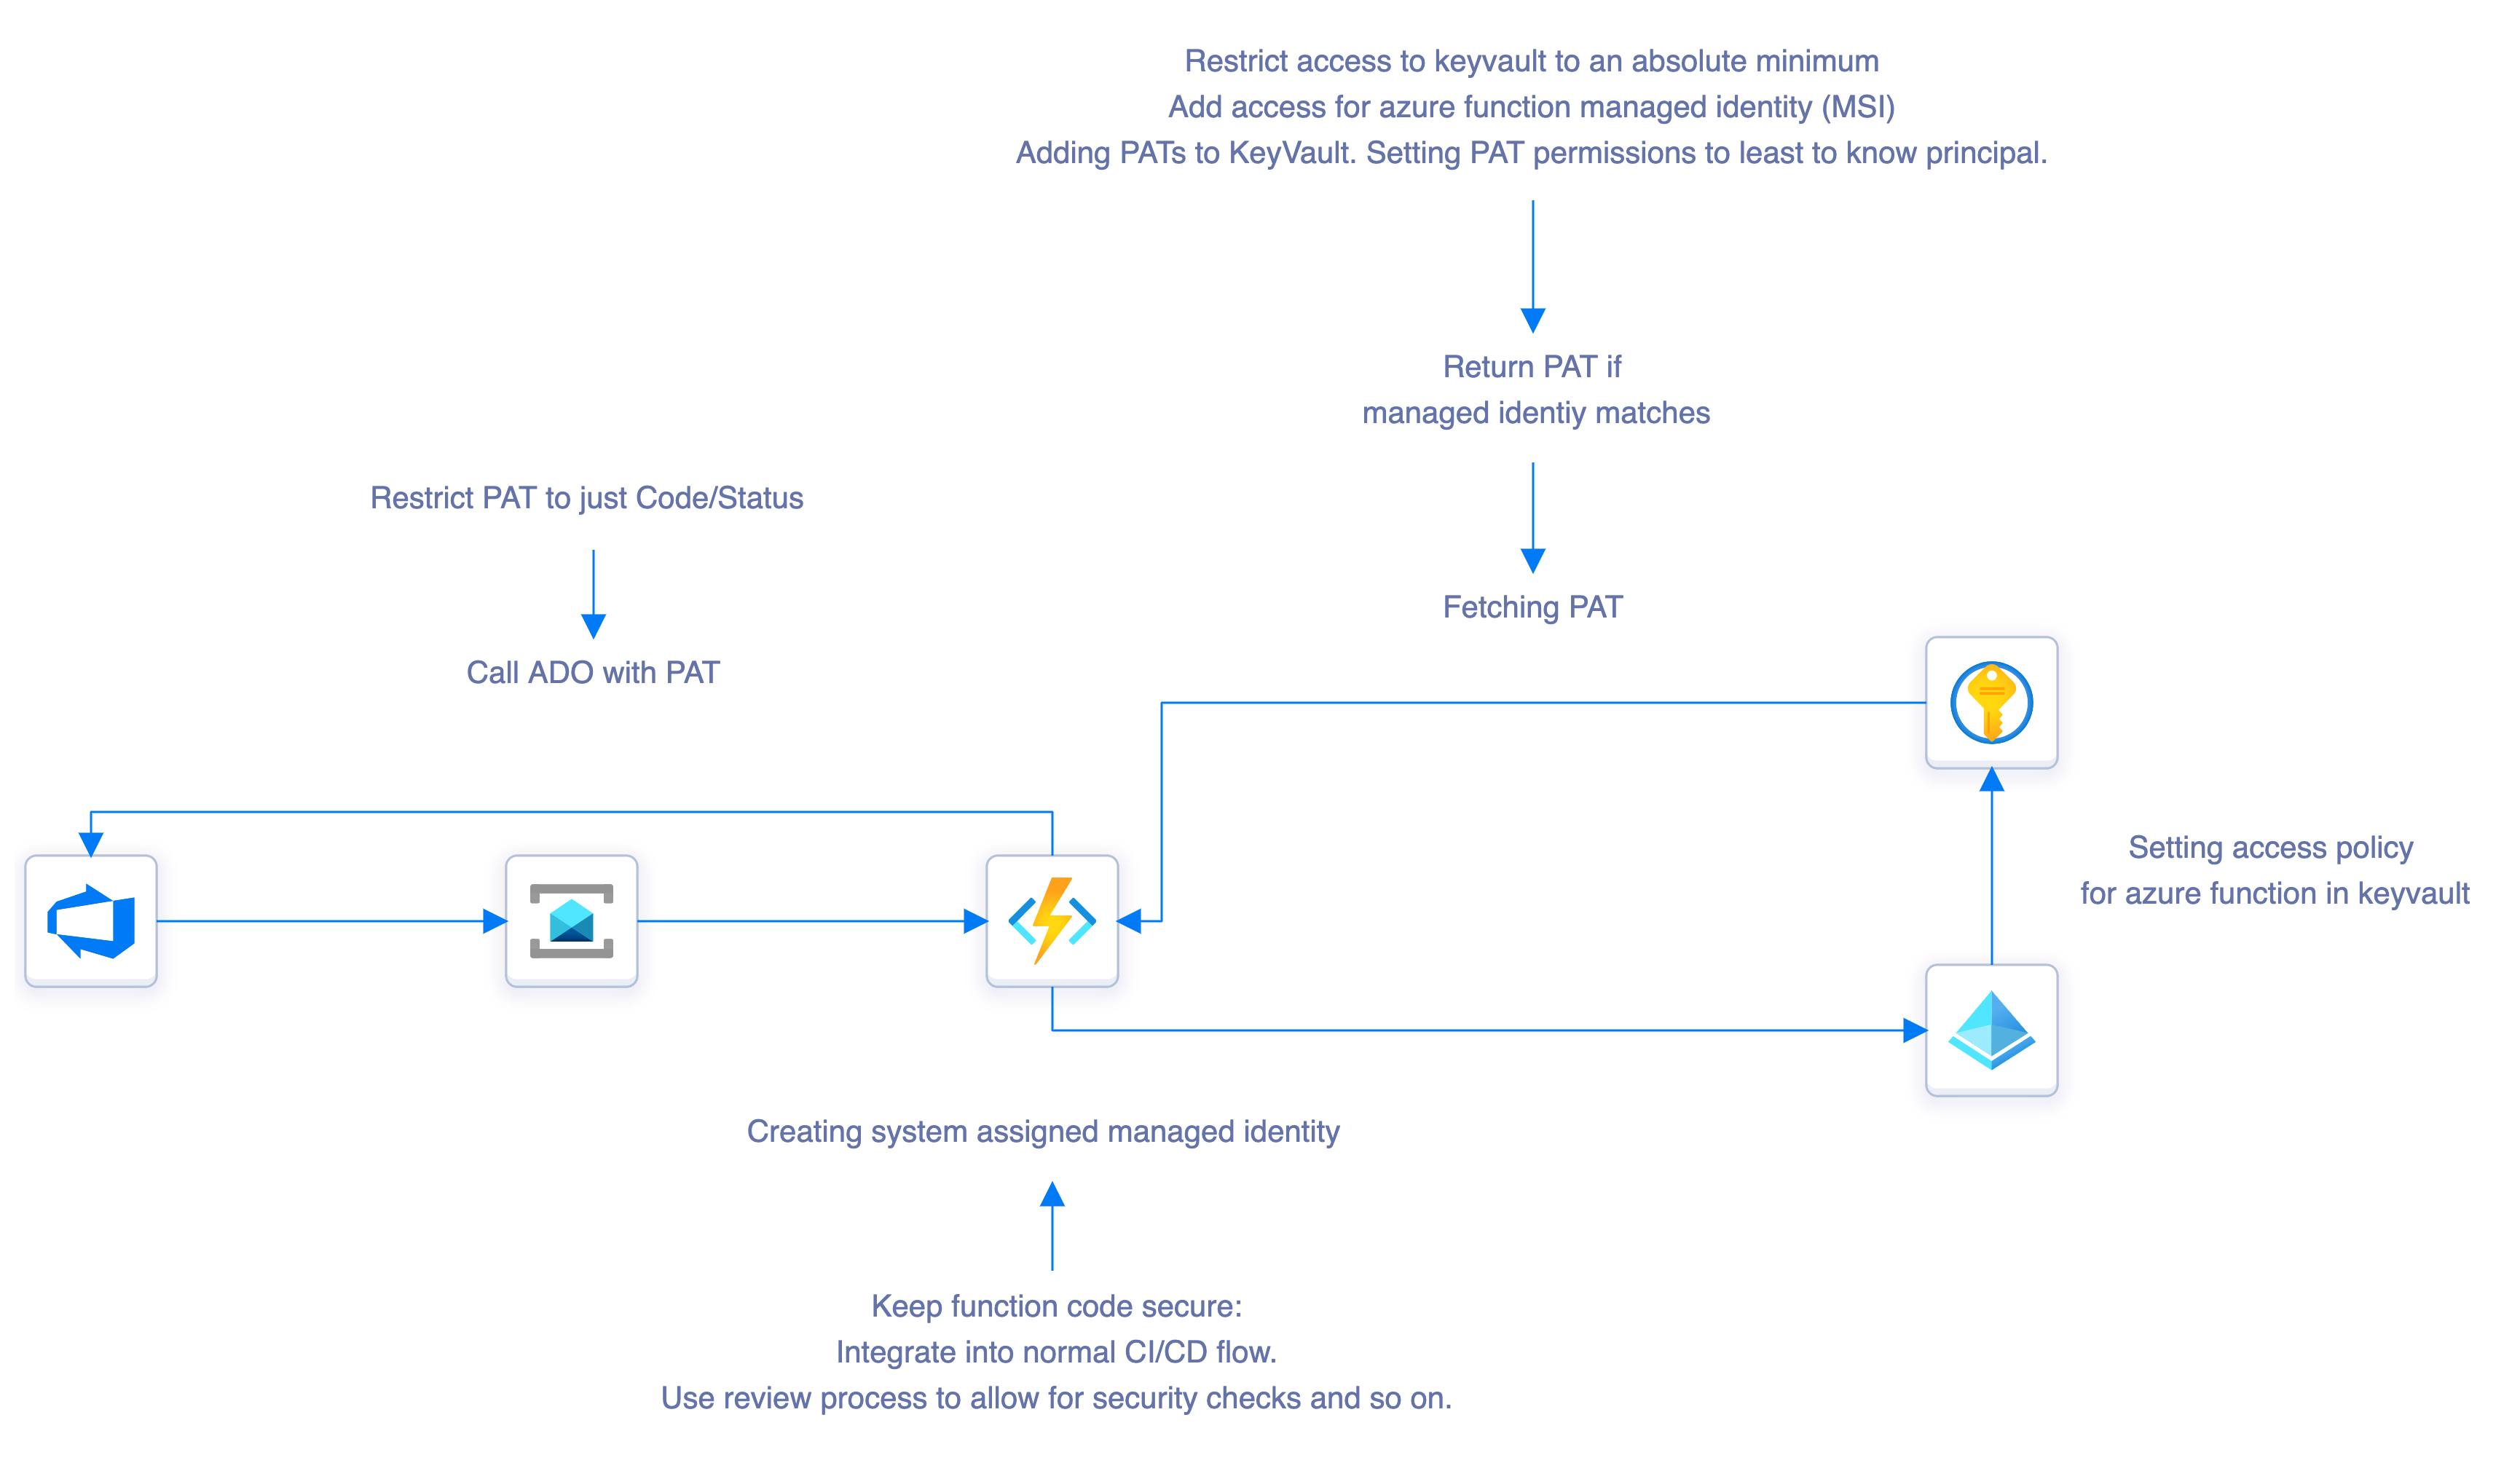 Restrict access to keyvault to an absolute minimum
Add access for azure function managed identity (MSI)
Adding PATs to KeyVault. Setting PAT permissions to least to know principal.
Return PAT if
managed identiy matches
Restrict PAT to just Code/Status
Fetching PAT
Call ADO with PAT
Setting access policy
for azure function in keyvault
Creating system assigned managed identity
Keep function code secure:
Integrate into normal CI/CD flow.
Use review process to allow for security checks and so on.